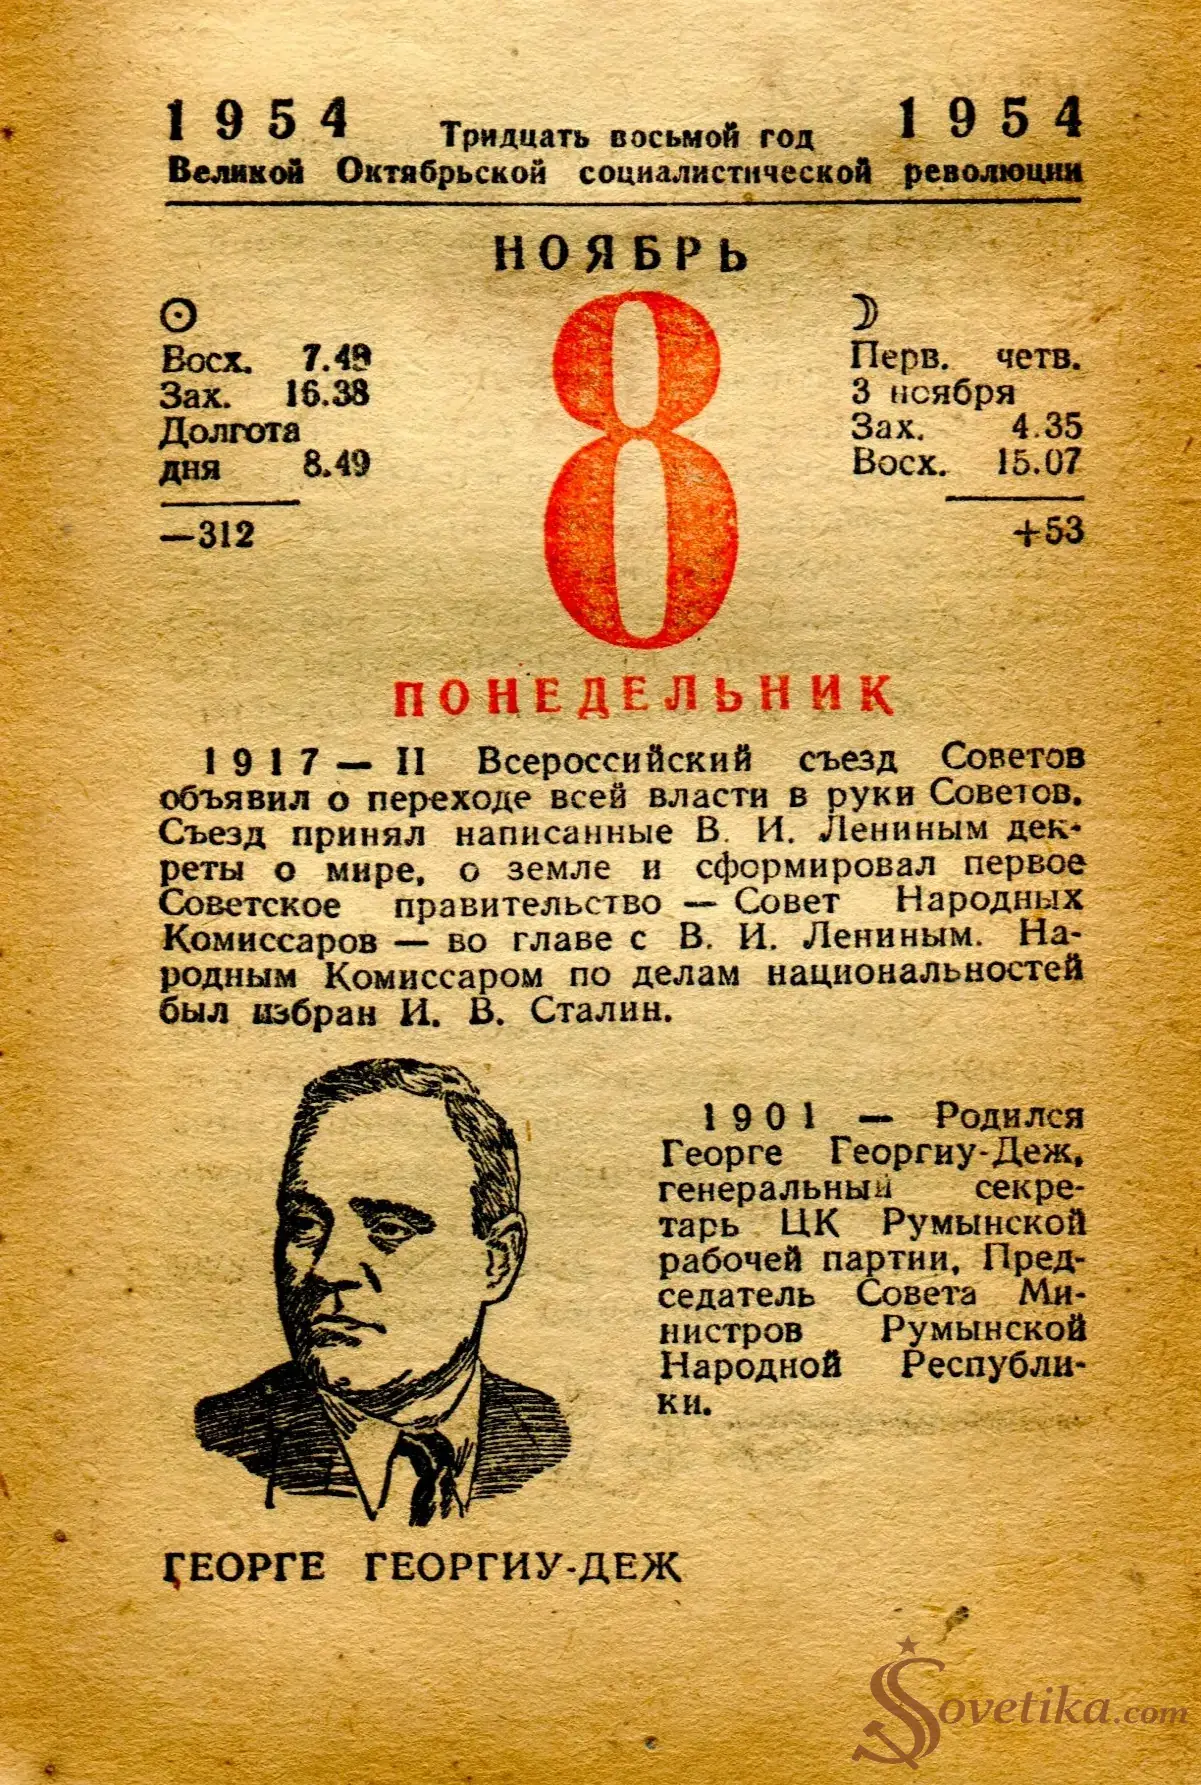 1954 Тридцать восьмой год 1954
Великой Октябрьской социалистической революции
НОЯБРЬ
Восх. 7.49
Зах. 16.38
Долгота
дня 8.49
—312
8
Перв. четв.
3 ноября
Зах. 4.35
Восх. 15.07
+53
ПОНЕДЕЛЬНИК
1917 — II Всероссийский съезд Советов
объявил о переходе всей власти в руки Советов.
Съезд принял написанные В. И. Лениным дек-
реты о мире, о земле и сформировал первое
Советское правительство — Совет Народных
Комиссаров — во главе с В. И. Лениным. На-
родным Комиссаром по делам национальностей
был избран И. В. Сталин.
1901 — Родился
Георге Георгиу-Деж,
генеральный секре-
тарь ЦК Румынской
рабочей партии, Пред-
седатель Совета Ми-
нистров Румынской
Народной Республи-
ки.
ГЕОРГЕ ГЕОРГИУ-ДЕЖ
Sovetika.com